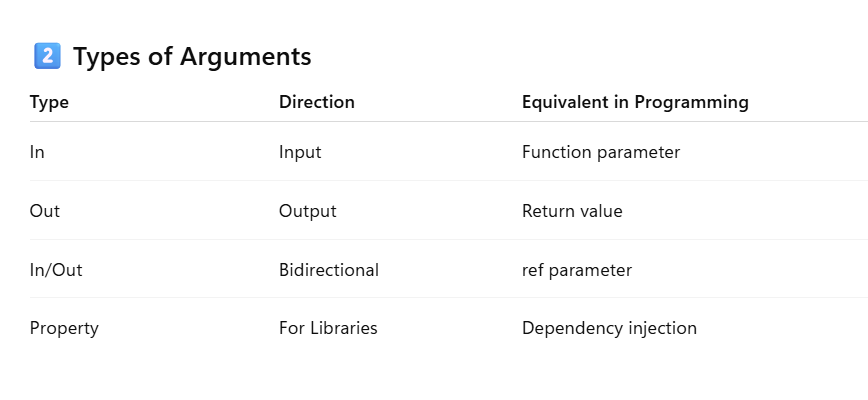 2 Types of Arguments
Type Direction Equivalent in Programming
In Input Function parameter
Out Output Return value
In/Out Bidirectional ref parameter
Property For Libraries Dependency injection